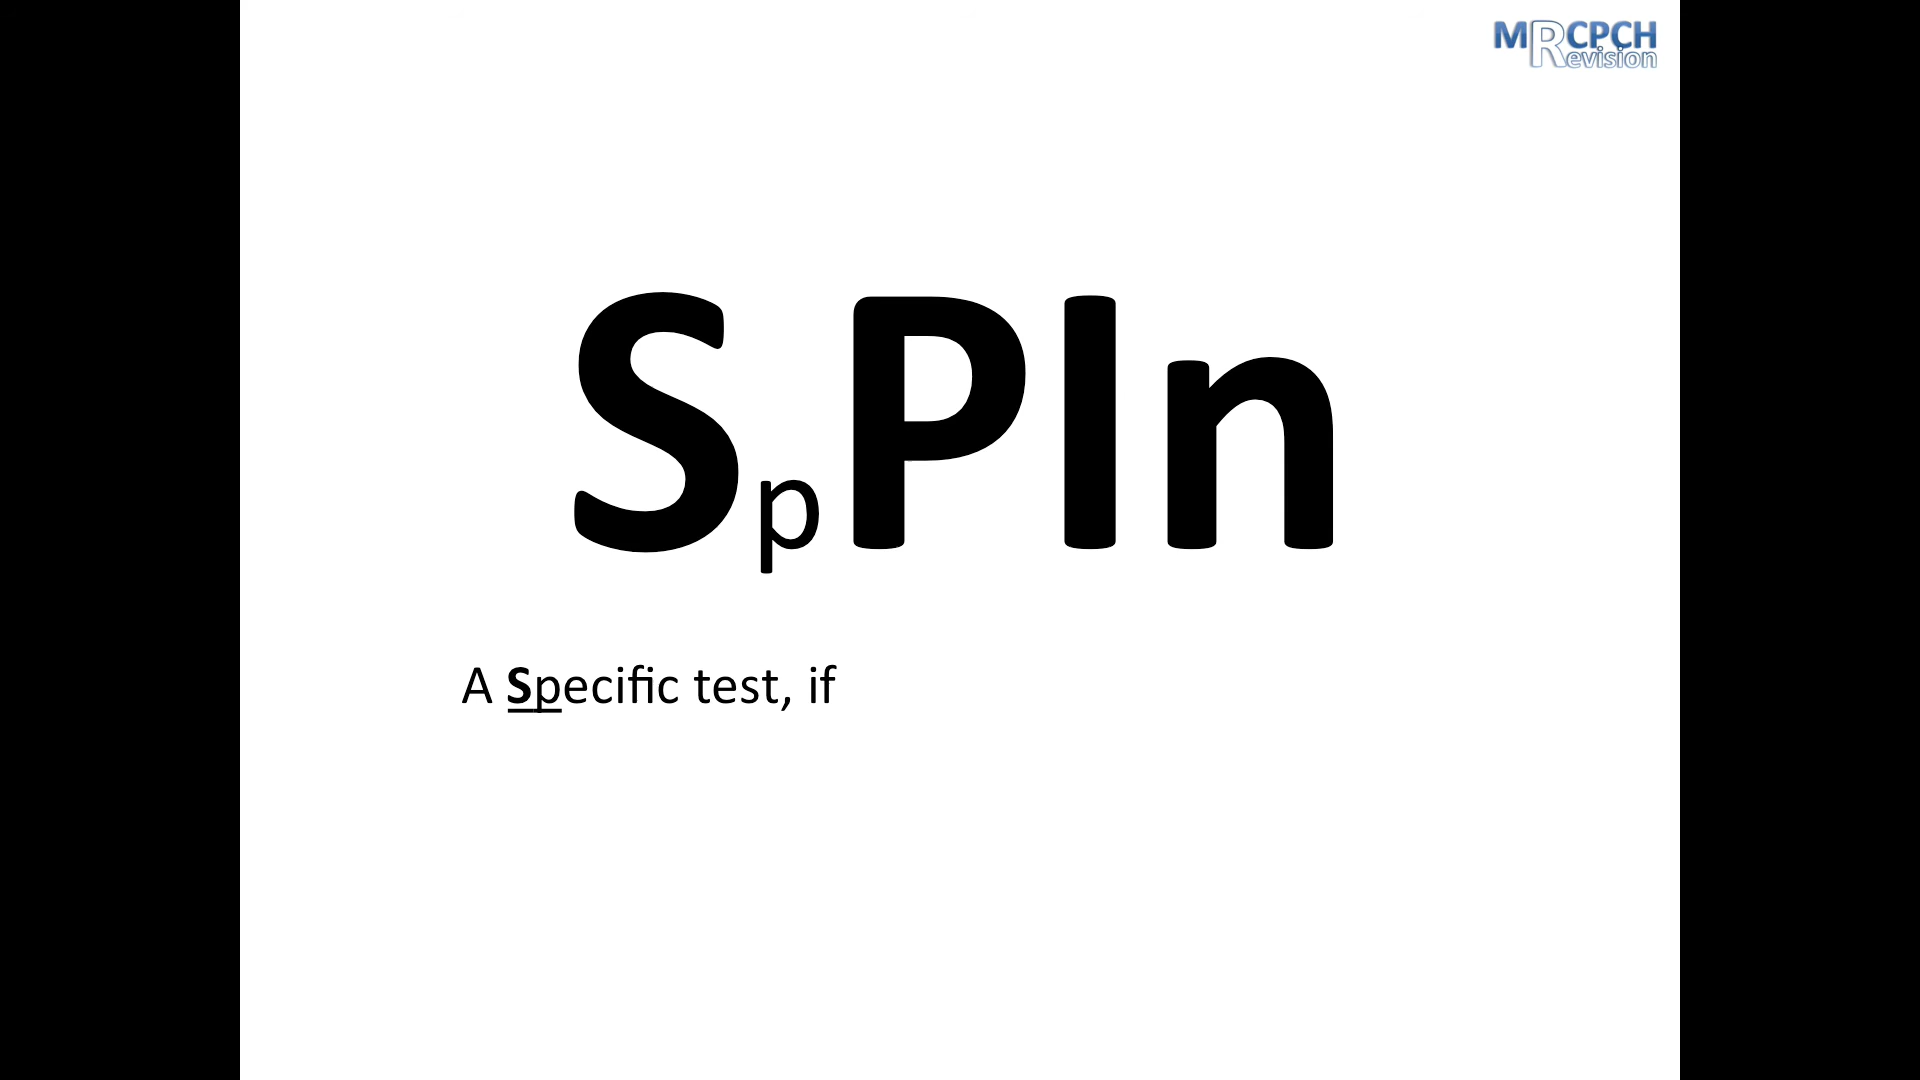 MRCPCH
Revision
SpPIn
A Specific test, if